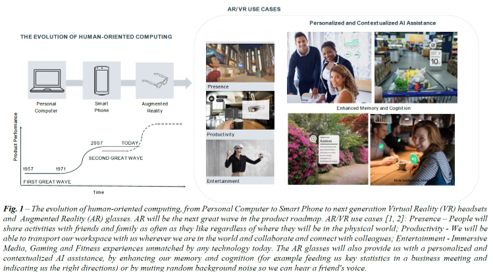 AR/VR USE CASES
THE EVOLUTION OF HUMAN-ORIENTED COMPUTING
Personal
Computer
Smart
Phone
Augmented
Reality
Product Performance
1957
1971
2007
TODAY
FIRST GREAT WAVE
SECOND GREAT WAVE
Time
Presence
Productivity
Entertainment
Personalized and Contextualized AI Assistance
Enhanced Memory and Cognition
Fig. 1 – The evolution of human-oriented computing, from Personal Computer to Smart Phone to next generation Virtual Reality (VR) headsets
and Augmented Reality (AR) glasses. AR will be the next great wave in the product roadmap. AR/VR use cases [1, 2]: Presence – People will
share activities with friends and family as often as they like regardless of where they will be in the physical world; Productivity - We will be
able to transport our workspace with us wherever we are in the world and collaborate and connect with colleagues; Entertainment - Immersive
Media, Gaming and Fitness experiences unmatched by any technology today. The AR glasses will also provide us with a personalized and
contextualized AI assistance, by enhancing our memory and cognition (for example feeding us key statistics in a business meeting and
indicating us the right directions) or by muting random background noise so we can hear a friend's voice.